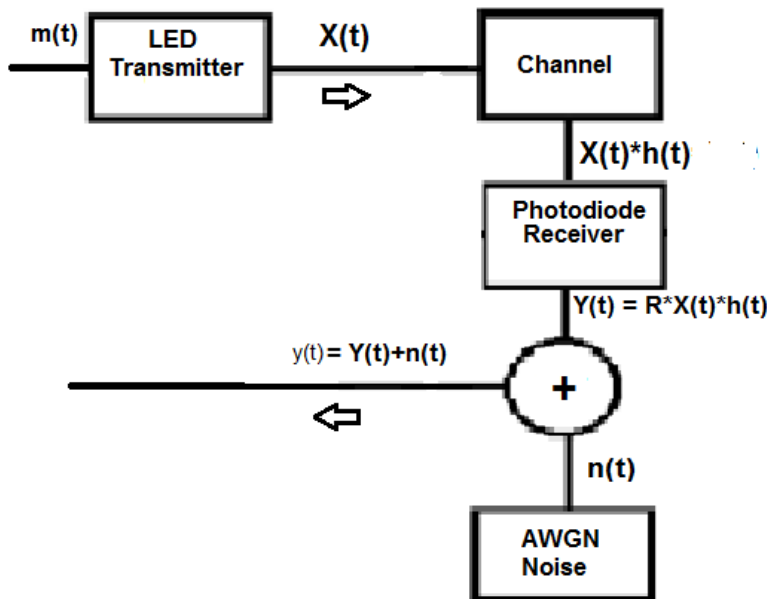 m(t)
LED
Transmitter
X(t)
Channel
X(t)*h(t)
Photodiode
Receiver
Y(t) = R*X(t)*h(t)
y(t) = Y(t)+n(t)
+
n(t)
AWGN
Noise